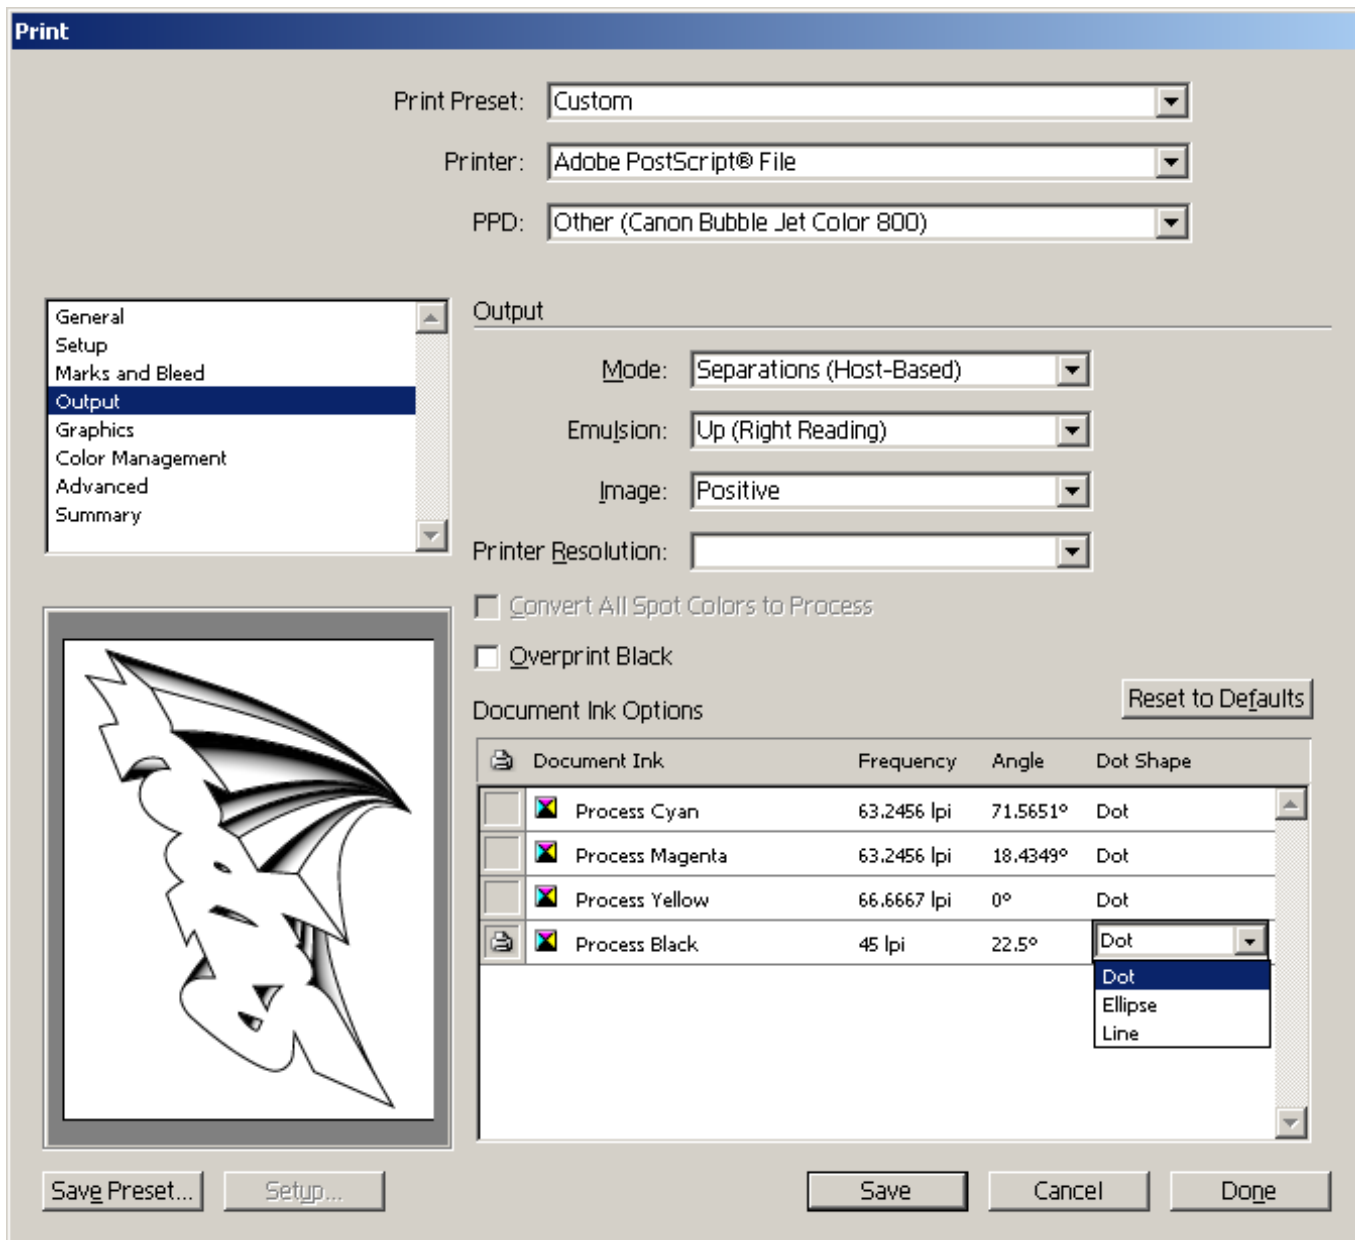 Print
Print Preset: Custom
Printer: Adobe PostScript® File
PPD: Other (Canon Bubble Jet Color 800)
General
Setup
Marks and Bleed
Output
Graphics
Color Management
Advanced
Summary
Output
Mode: Separations (Host-Based)
Emulsion: Up (Right Reading)
Image: Positive
Printer Resolution:
Convert All Spot Colors to Process
Overprint Black
Reset to Defaults
Document Ink Options
Document Ink Frequency Angle Dot Shape
Process Cyan 63.2456 lpi 71.5651° Dot
Process Magenta 63.2456 lpi 18.4349° Dot
Process Yellow 66.6667 lpi 0° Dot
Process Black 45 lpi 22.5° Dot
Dot
Ellipse
Line
Save Preset... Setup... Save Cancel Done